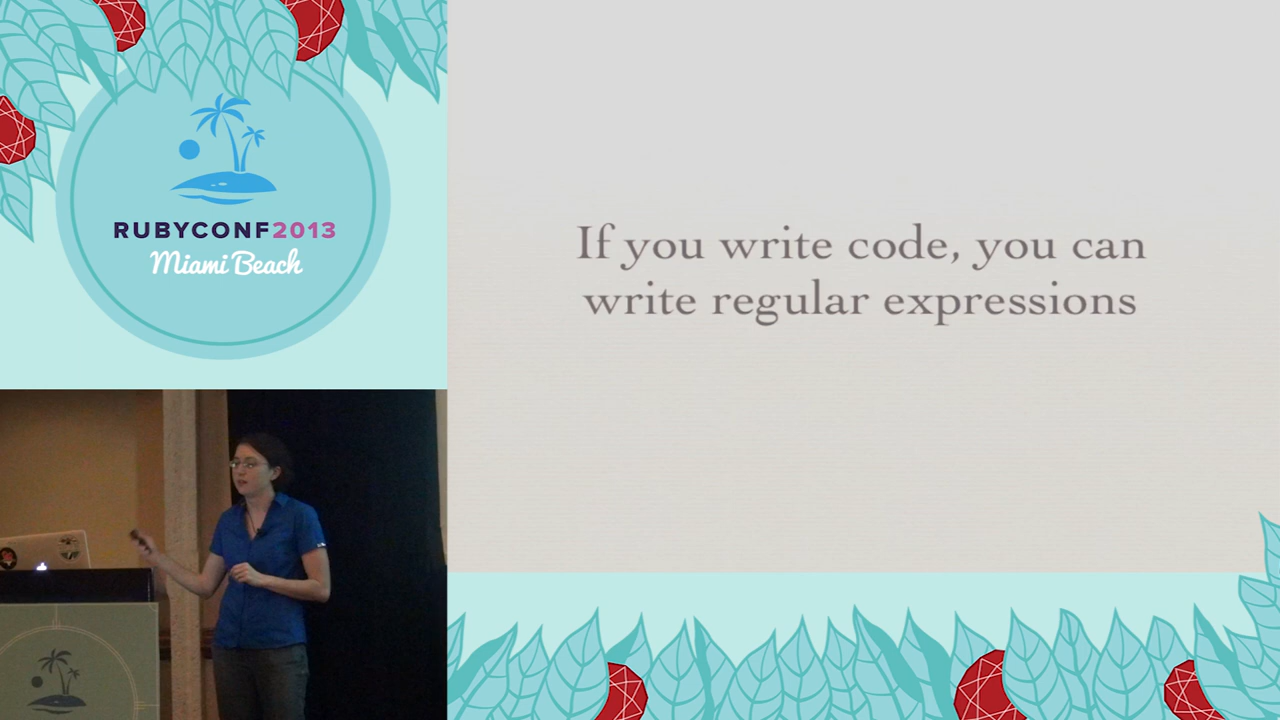 RUBYCONF2013
Miami Beach
If you write code, you can
write regular expressions